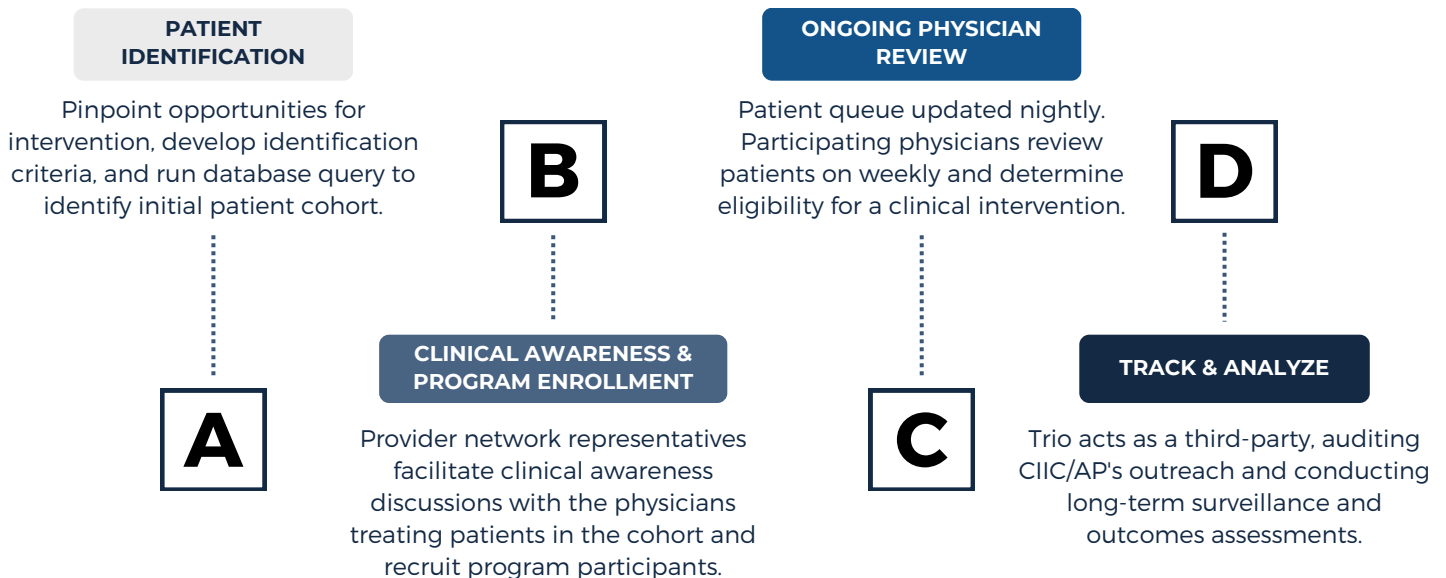 PATIENT
IDENTIFICATION
Pinpoint opportunities for
intervention, develop identification
criteria, and run database query to
identify initial patient cohort.
A
B
CLINICAL AWARENESS &
PROGRAM ENROLLMENT
Provider network representatives
facilitate clinical awareness
discussions with the physicians
treating patients in the cohort and
recruit program participants.
ONGOING PHYSICIAN
REVIEW
Patient queue updated nightly.
Participating physicians review
patients on weekly and determine
eligibility for a clinical intervention.
C
D
TRACK & ANALYZE
Trio acts as a third-party, auditing
CIIC/AP's outreach and conducting
long-term surveillance and
outcomes assessments.